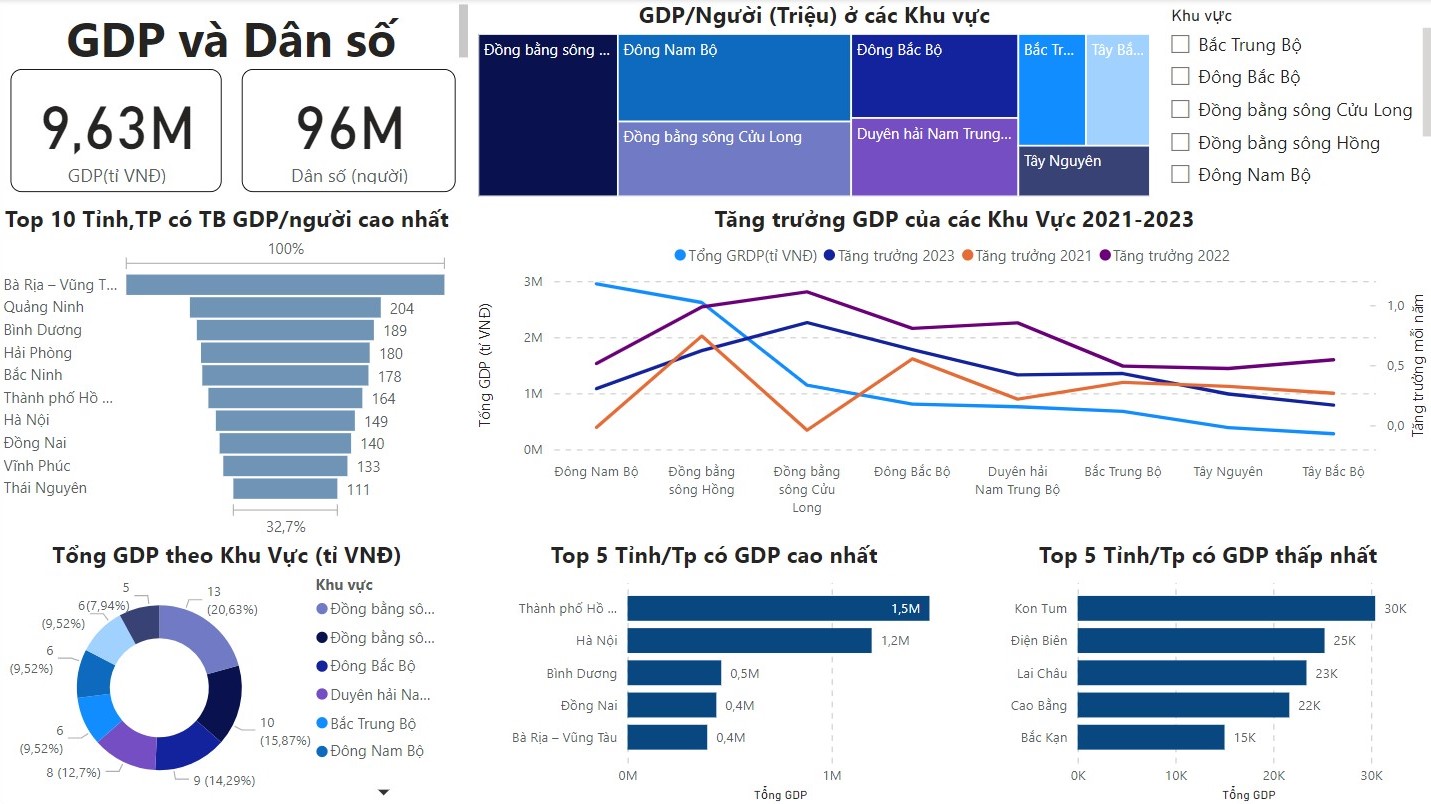 GDP và Dân số
9,63M
GDP(tỉ VNĐ)
96M
Dân số (người)
GDP/Người (Triệu) ở các Khu vực
Đồng bằng sông ...
Đông Nam Bộ
Đồng bằng sông Cửu Long
Đông Bắc Bộ
Duyên hải Nam Trung...
Bắc Tr...
Tây Bắ...
Tây Nguyên
Khu vực
Bắc Trung Bộ
Đông Bắc Bộ
Đồng bằng sông Cửu Long
Đồng bằng sông Hồng
Đông Nam Bộ
Top 10 Tỉnh,TP có TB GDP/người cao nhất
100%
Bà Rịa – Vũng T...
Quảng Ninh 204
Bình Dương 189
Hải Phòng 180
Bắc Ninh 178
Thành phố Hồ ... 164
Hà Nội 149
Đồng Nai 140
Vĩnh Phúc 133
Thái Nguyên 111
32,7%
Tăng trưởng GDP của các Khu Vực 2021-2023
Tổng GRDP(tỉ VNĐ) Tăng trưởng 2023 Tăng trưởng 2021 Tăng trưởng 2022
Tổng GDP (tỉ VNĐ)
3M
2M
1M
0M
1,0
0,5
0,0
Tăng trưởng mỗi năm
Đông Nam Bộ
Đồng bằng
sông Hồng
Đồng bằng
sông Cửu
Long
Đông Bắc Bộ
Duyên hải
Nam Trung Bộ
Bắc Trung Bộ
Tây Nguyên
Tây Bắc Bộ
Tổng GDP theo Khu Vực (tỉ VNĐ)
13
(20,63%)
10
(15,87%)
9 (14,29%)
8 (12,7%)
6
(9,52%)
6
(9,52%)
6
(9,52%)
5
(7,94%)
Khu vực
Đồng bằng sô...
Đồng bằng sô...
Đông Bắc Bộ
Duyên hải Na...
Bắc Trung Bộ
Đông Nam Bộ
Top 5 Tỉnh/Tp có GDP cao nhất
Thành phố Hồ ... 1,5M
Hà Nội 1,2M
Bình Dương 0,5M
Đồng Nai 0,4M
Bà Rịa – Vũng Tàu 0,4M
0M 1M
Tổng GDP
Top 5 Tỉnh/Tp có GDP thấp nhất
Kon Tum 30K
Điện Biên 25K
Lai Châu 23K
Cao Bằng 22K
Bắc Kạn 15K
0K 10K 20K 30K
Tổng GDP